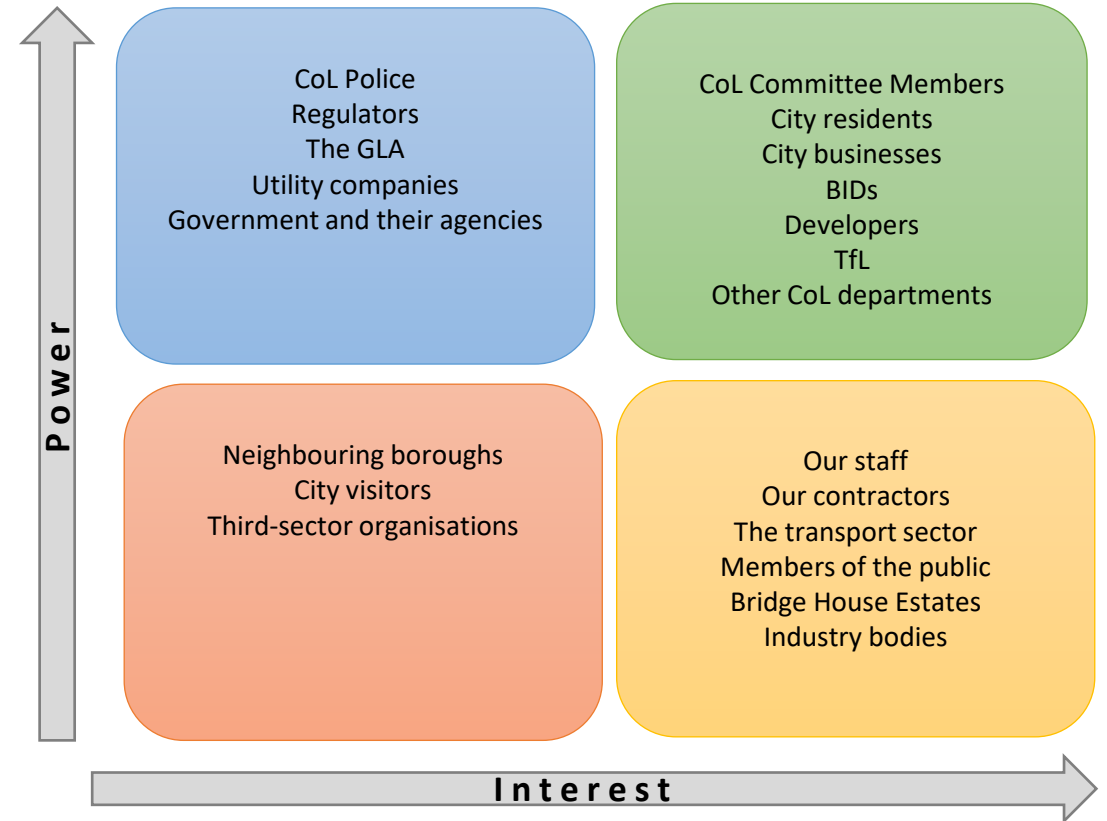 CoL Police
Regulators
The GLA
Utility companies
Government and their agencies
CoL Committee Members
City residents
City businesses
BIDs
Developers
TfL
Other CoL departments
Power
Neighbouring boroughs
City visitors
Third-sector organisations
Our staff
Our contractors
The transport sector
Members of the public
Bridge House Estates
Industry bodies
Interest